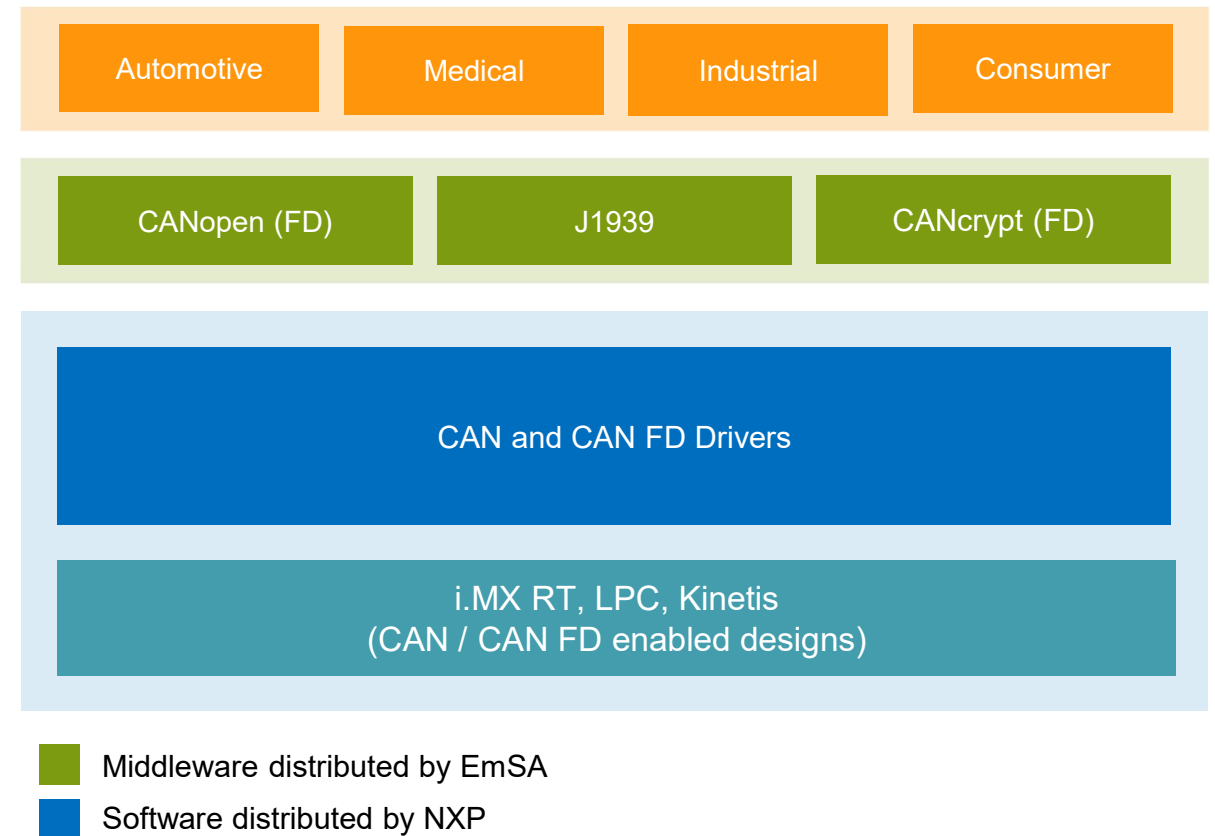 Automotive
Medical
Industrial
Consumer
CANopen (FD)
J1939
CANcrypt (FD)
CAN and CAN FD Drivers
i.MX RT, LPC, Kinetis
(CAN / CAN FD enabled designs)
Middleware distributed by EmSA
Software distributed by NXP